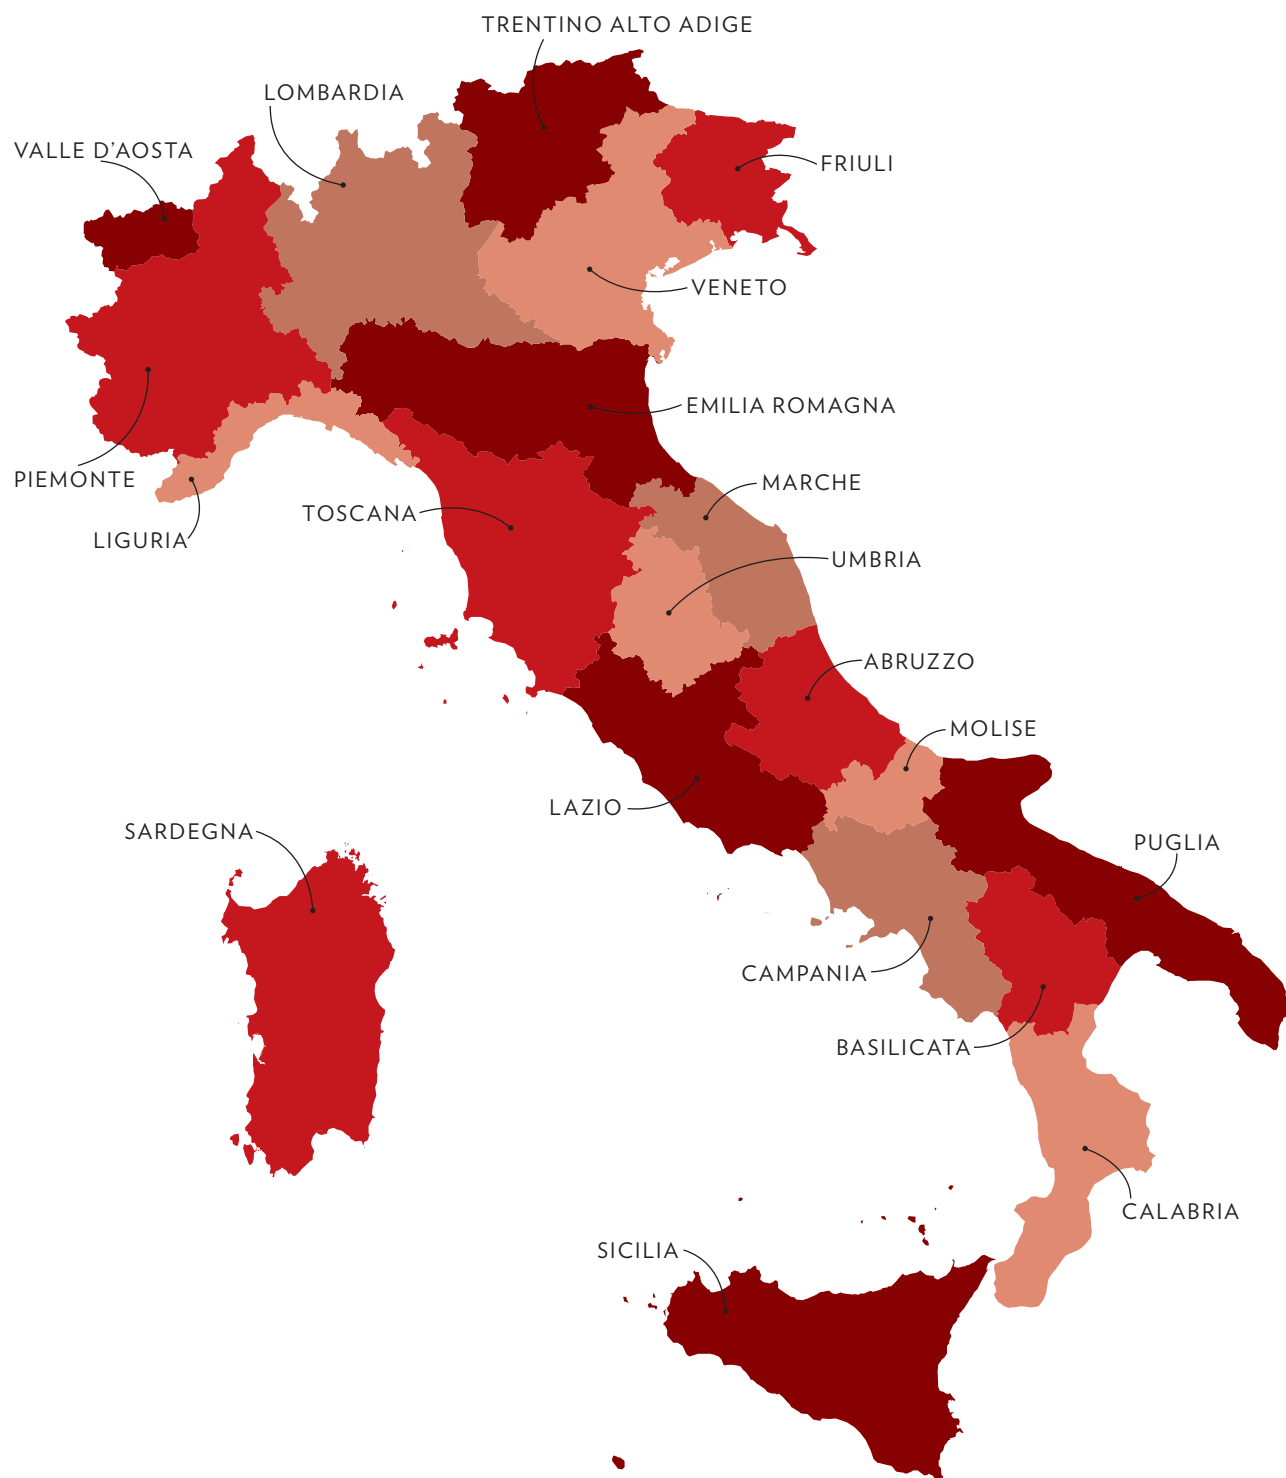 TRENTINO ALTO ADIGE
LOMBARDIA
VALLE D'AOSTA
FRIULI
VENETO
EMILIA ROMAGNA
PIEMONTE
MARCHE
TOSCANA
LIGURIA
UMBRIA
ABRUZZO
MOLISE
LAZIO
SARDEGNA
PUGLIA
CAMPANIA
BASILICATA
CALABRIA
SICILIA